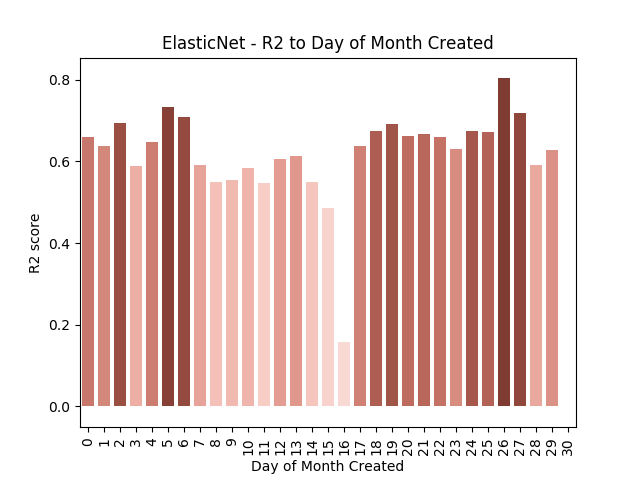 ElasticNet - R2 to Day of Month Created
0.8
0.6
0.4
0.2
0.0
R2 score
0 1 2 3 4 5 6 7 8 9 10 11 12 13 14 15 16 17 18 19 20 21 22 23 24 25 26 27 28 29 30
Day of Month Created